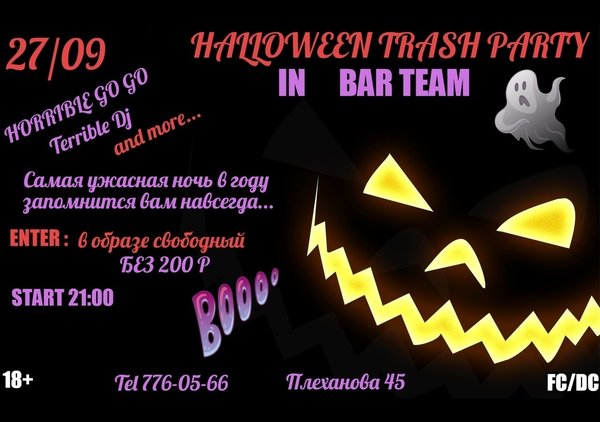 27/09
HALLOWEEN TRASH PARTY
IN BAR TEAM
HORRIBLE GO GO
Terrible Dj
and more...
Самая ужасная ночь в году
запомнится вам навсегда...
ENTER : в образе свободный
БЕЗ 200 Р
START 21:00
BOOO..
18+
Tel 776-05-66
Плеханова 45
FC/DC